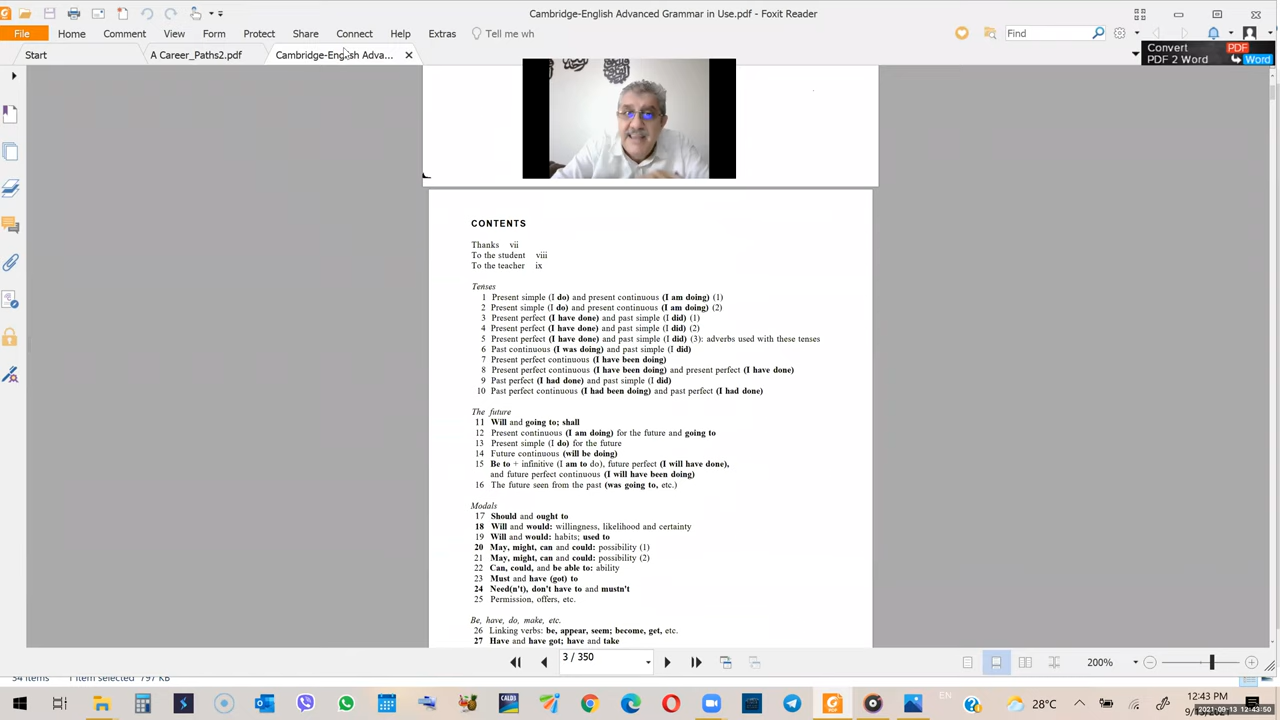 Cambridge-English Advanced Grammar in Use.pdf - Foxit Reader
File Home Comment View Form Protect Share Connect Help Extras Tell me wh Find
Start A Career_Paths2.pdf Cambridge-English Adva...
Convert PDF
PDF 2 Word Word
CONTENTS
Thanks vii
To the student viii
To the teacher ix
Tenses
1 Present simple (I do) and present continuous (I am doing) (1)
2 Present simple (I do) and present continuous (I am doing) (2)
3 Present perfect (I have done) and past simple (I did) (1)
4 Present perfect (I have done) and past simple (I did) (2)
5 Present perfect (I have done) and past simple (I did) (3): adverbs used with these tenses
6 Past continuous (I was doing) and past simple (I did)
7 Present perfect continuous (I have been doing)
8 Present perfect continuous (I have been doing) and present perfect (I have done)
9 Past perfect (I had done) and past simple (I did)
10 Past perfect continuous (I had been doing) and past perfect (I had done)
The future
11 Will and going to; shall
12 Present continuous (I am doing) for the future and going to
13 Present simple (I do) for the future
14 Future continuous (will be doing)
15 Be to + infinitive (I am to do), future perfect (I will have done),
and future perfect continuous (I will have been doing)
16 The future seen from the past (was going to, etc.)
Modals
17 Should and ought to
18 Will and would: willingness, likelihood and certainty
19 Will and would: habits; used to
20 May, might, can and could: possibility (1)
21 May, might, can and could: possibility (2)
22 Can, could, and be able to: ability
23 Must and have (got) to
24 Need(n't), don't have to and mustn't
25 Permission, offers, etc.
Be, have, do, make, etc.
26 Linking verbs: be, appear, seem; become, get, etc.
27 Have and have got; have and take
3 / 350 200%
34 items 1 item selected 797 KB
CALD3 EN 28°C 12:43 PM
2021-09-13 12:43:50